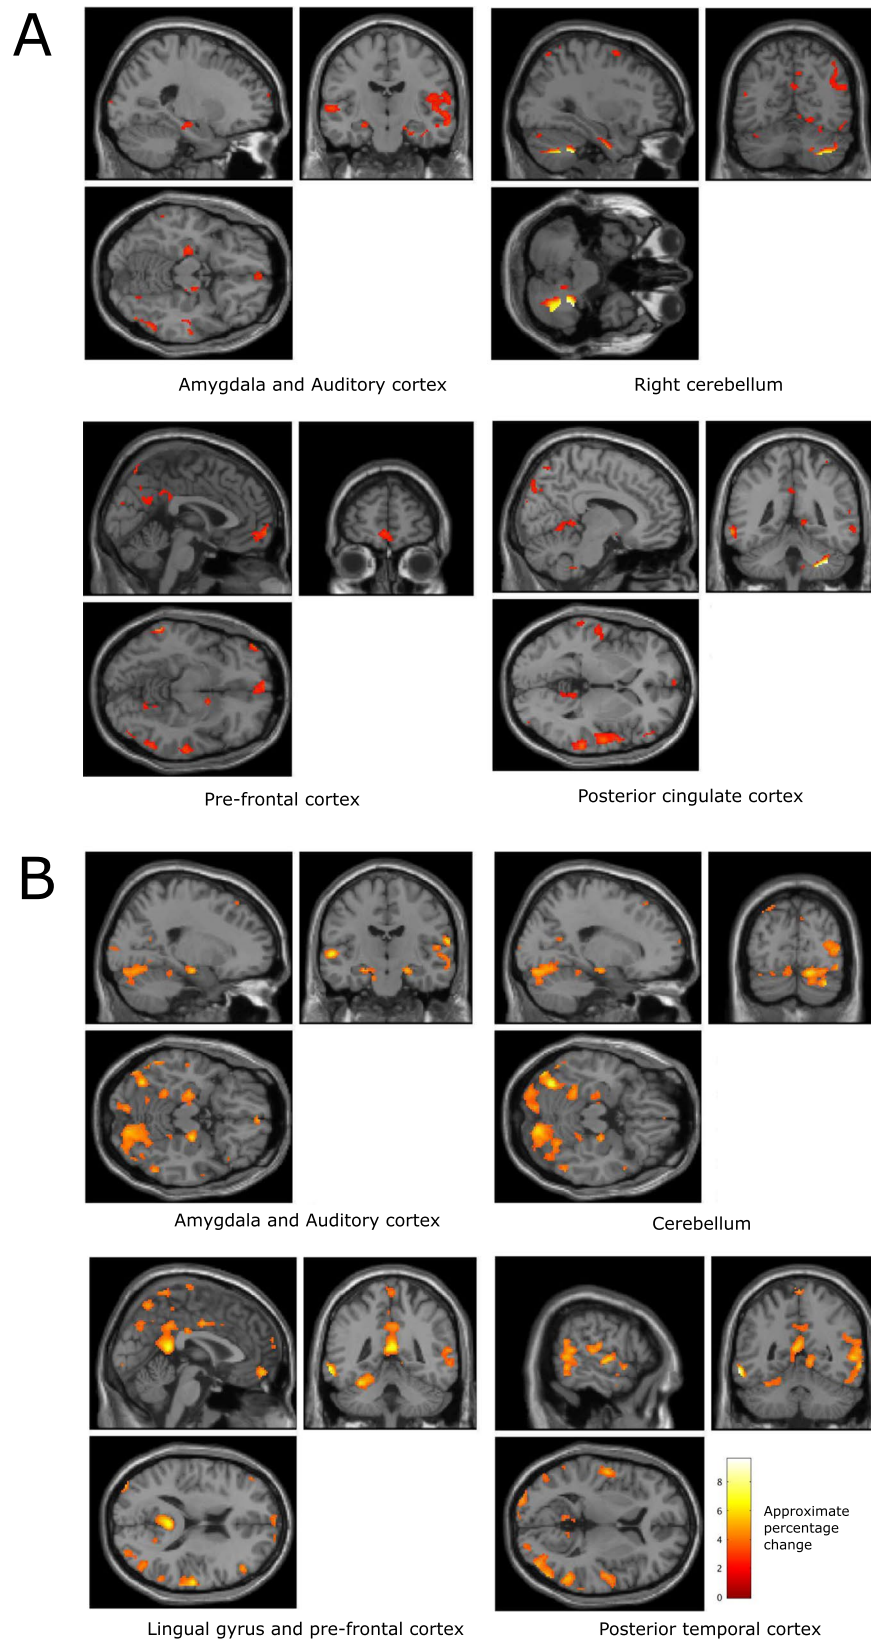 A
Amygdala and Auditory cortex
Right cerebellum
Pre-frontal cortex
Posterior cingulate cortex
B
Amygdala and Auditory cortex
Cerebellum
8
6
4
2
0
Approximate
percentage
change
Lingual gyrus and pre-frontal cortex
Posterior temporal cortex